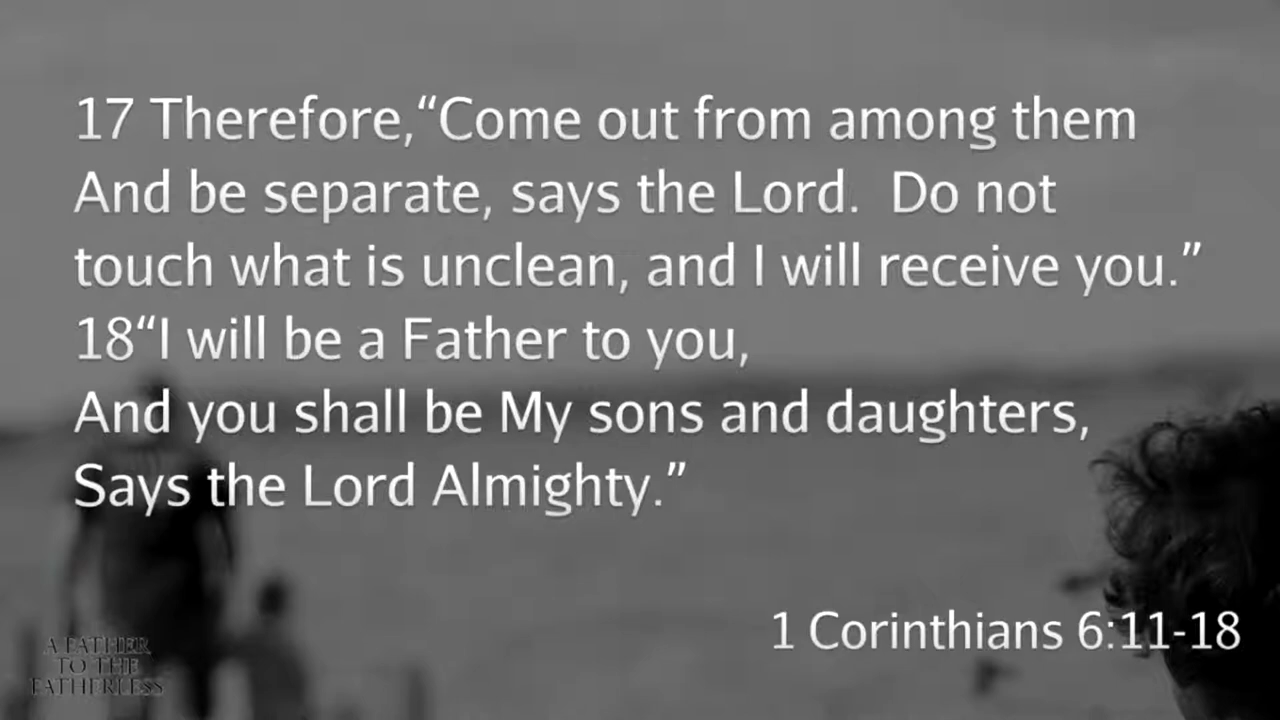 17 Therefore,“Come out from among them
And be separate, says the Lord.  Do not
touch what is unclean, and I will receive you.”
18“I will be a Father to you,
And you shall be My sons and daughters,
Says the Lord Almighty.”
1 Corinthians 6:11-18
A FATHER
TO THE
FATHERLESS